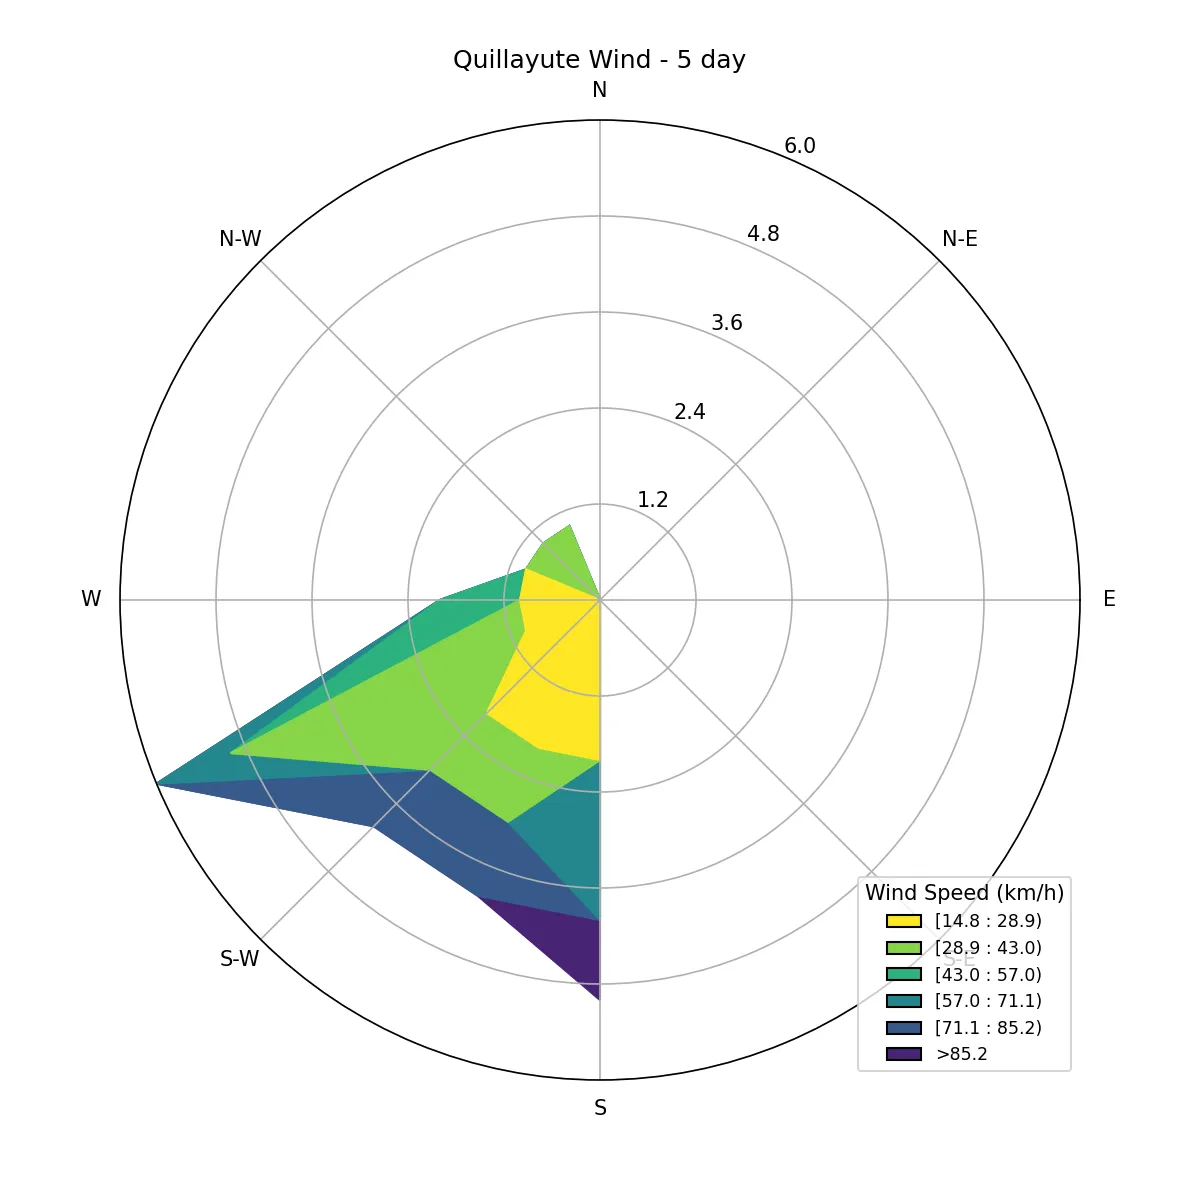 Quillayute Wind - 5 day
N
6.0
N-W
N-E
4.8
3.6
2.4
1.2
W
E
S-W
S-E
Wind Speed (km/h)
[14.8 : 28.9)
[28.9 : 43.0)
[43.0 : 57.0)
[57.0 : 71.1)
[71.1 : 85.2)
>85.2
S